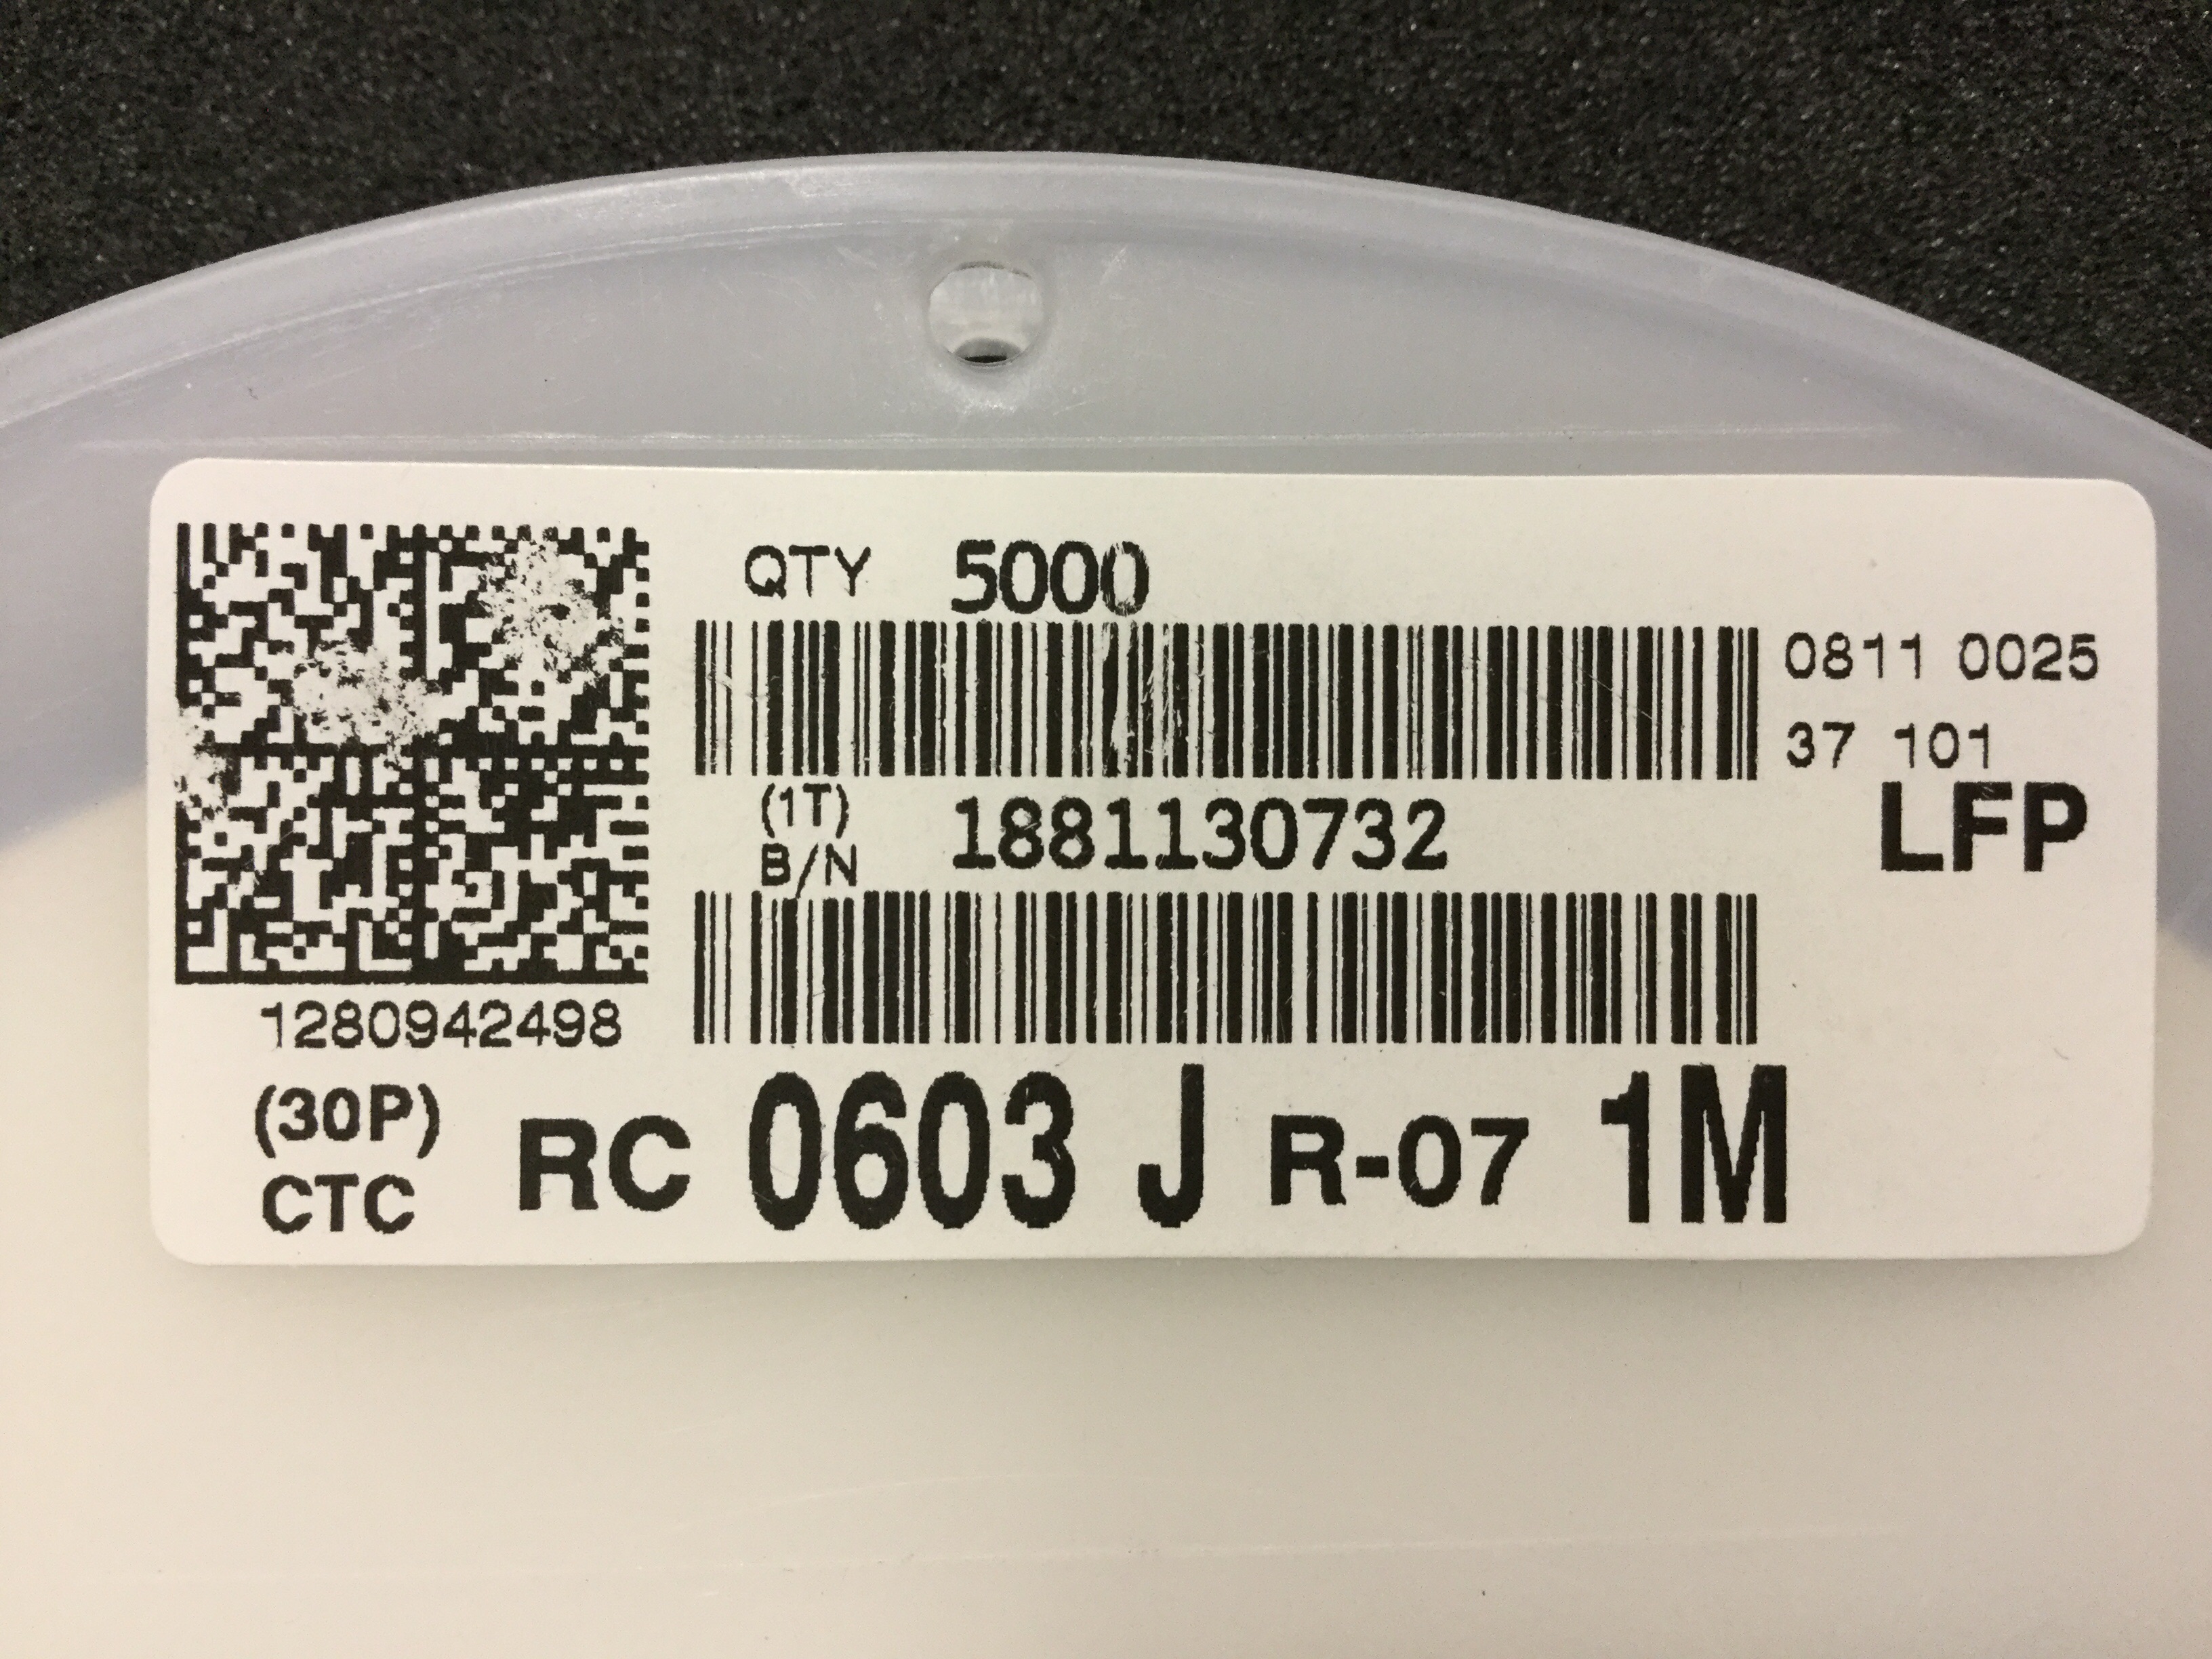 QTY 5000
0811 0025
37 101
(1T)
B/N 1881130732
LFP
1280942498
(30P)
CTC RC 0603 J R-07 1M